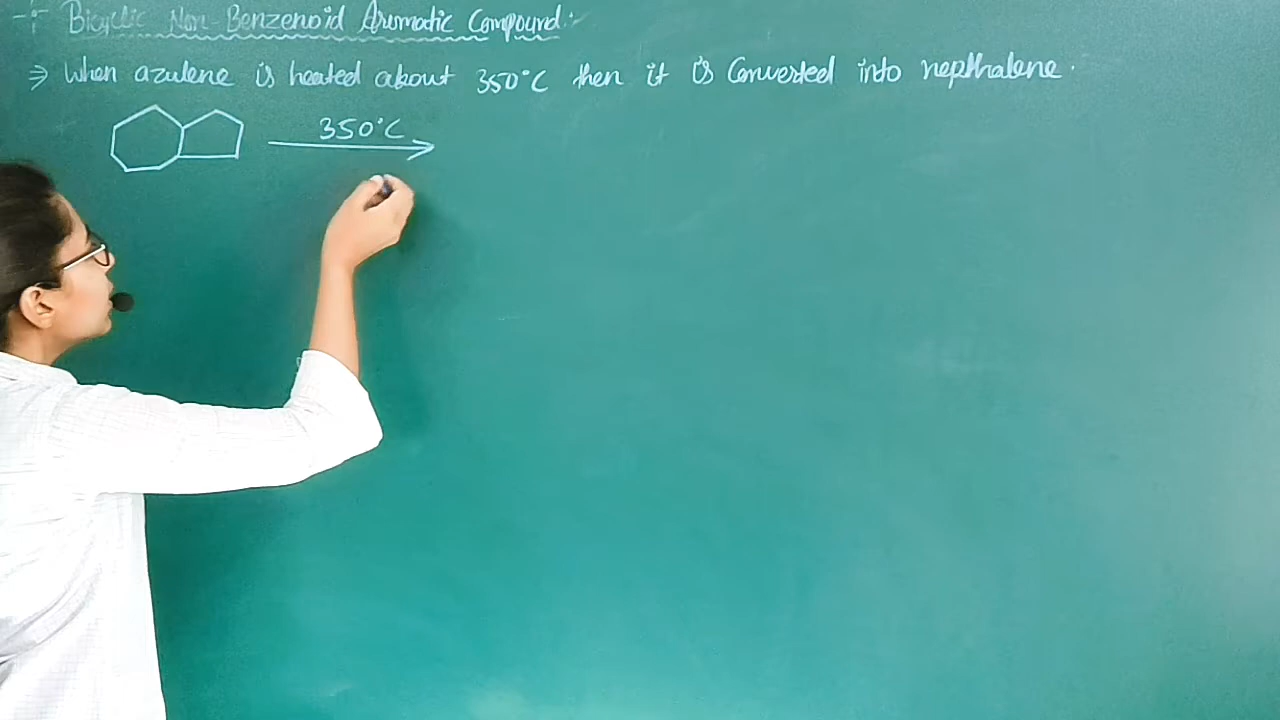 -:- Bicyclic Non-Benzenoid Aromatic Compound:-
⇒ When azulene is heated about 350°C then it is Converted into nepthalene.
350°C